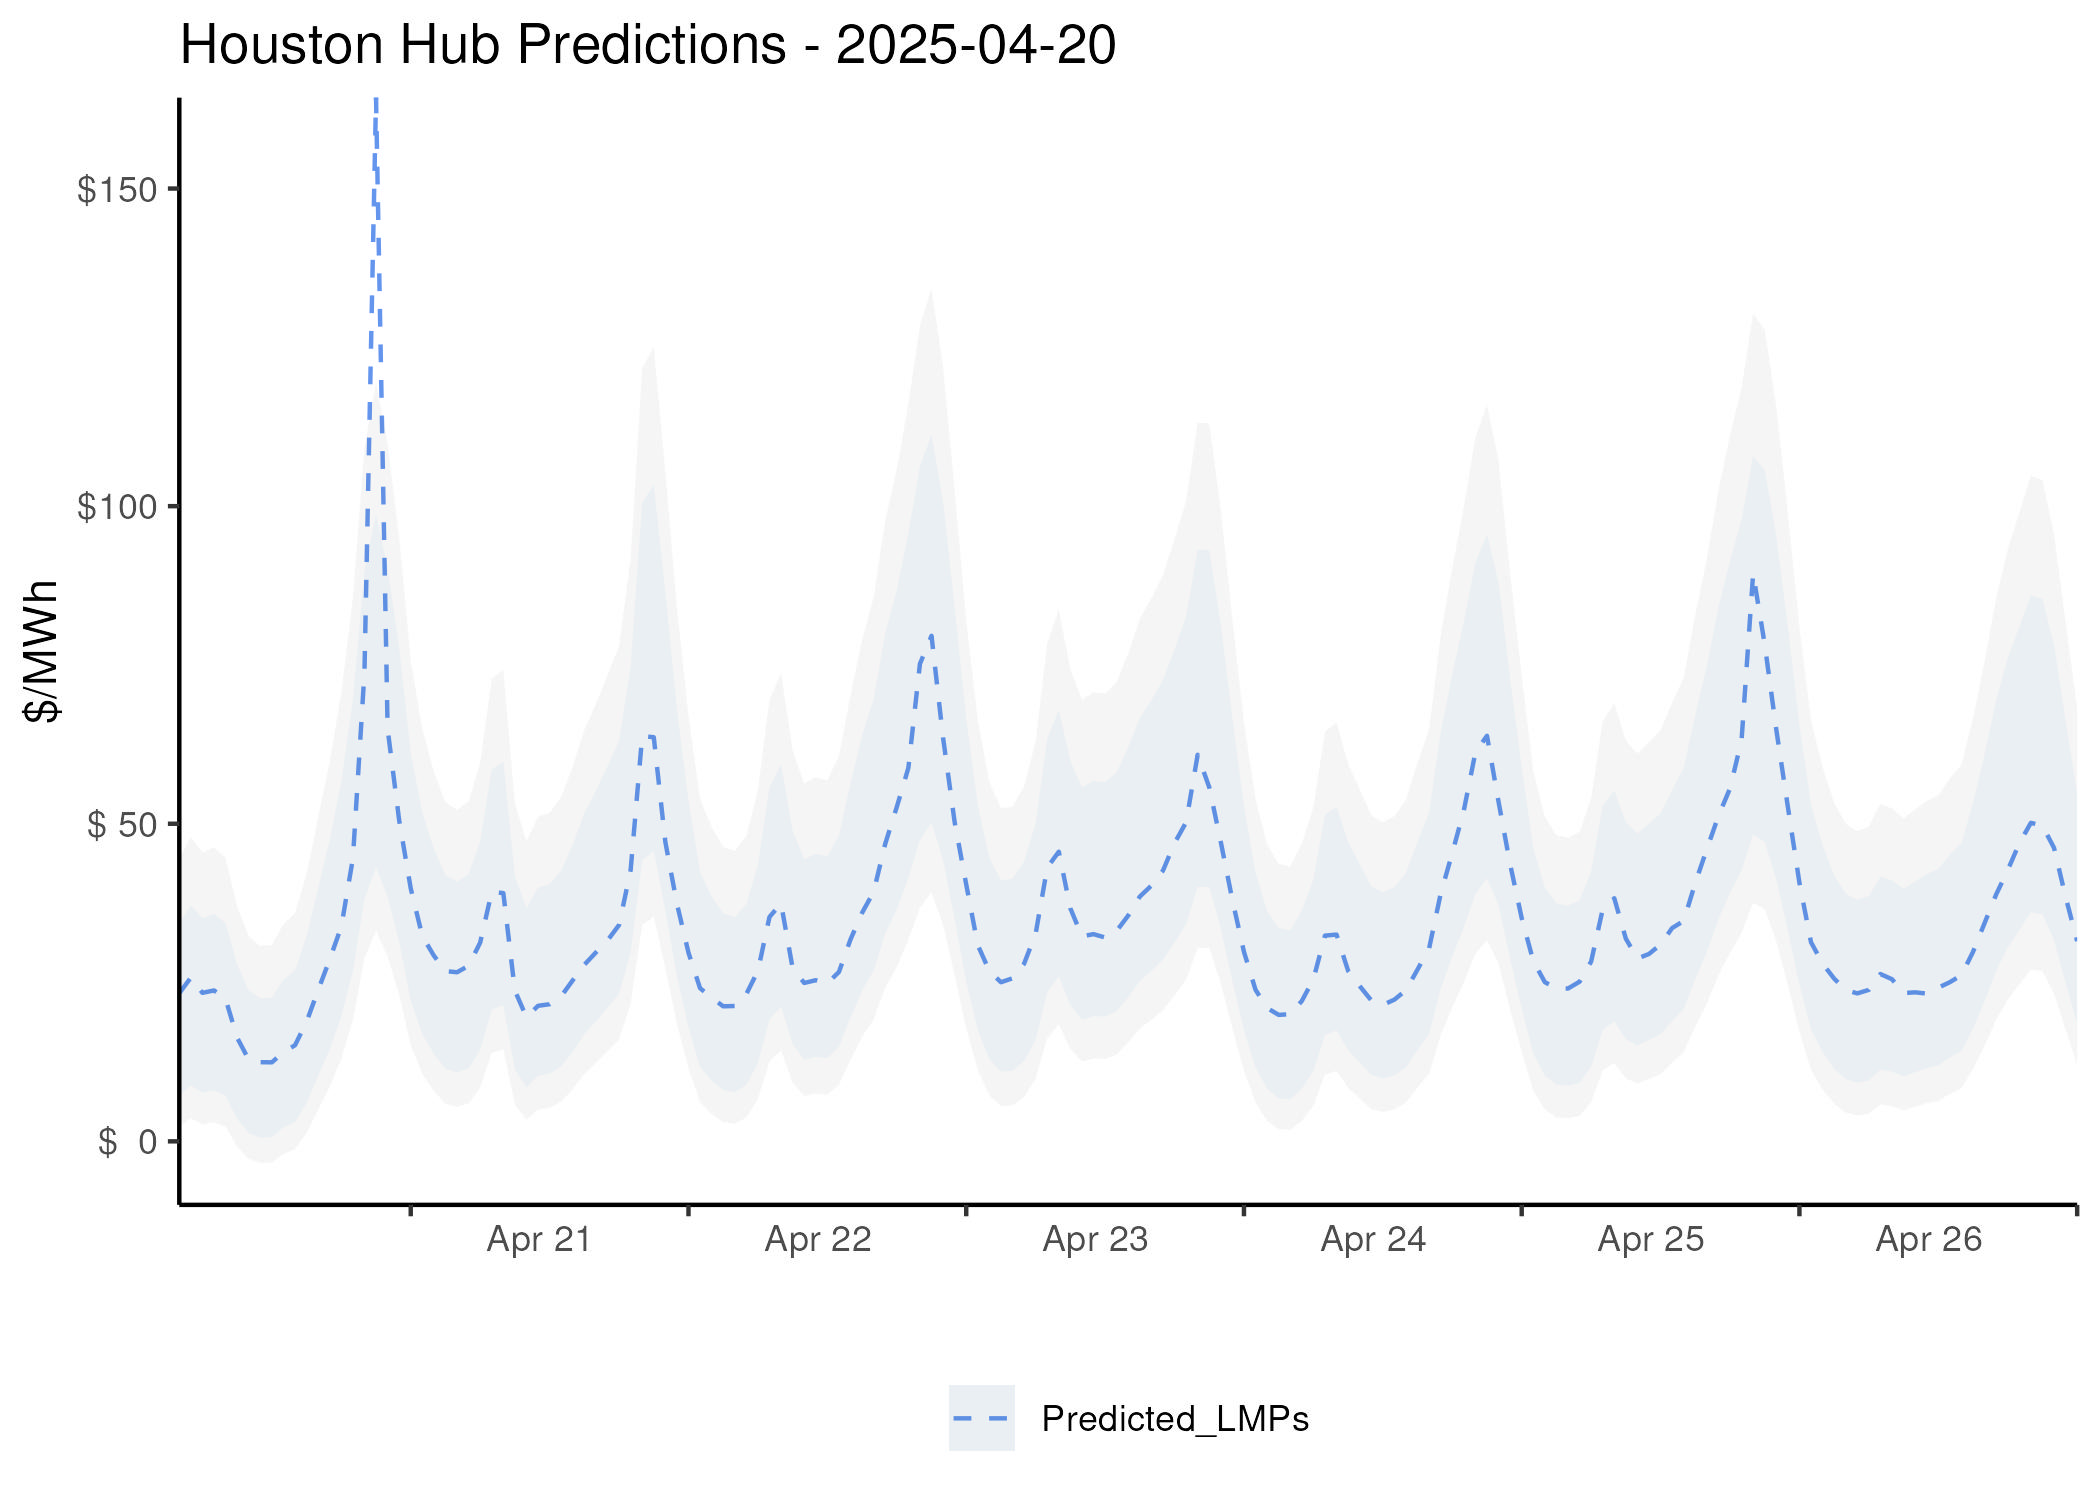 Houston Hub Predictions - 2025-04-20
$/MWh
$150
$100
$ 50
$  0
Apr 21
Apr 22
Apr 23
Apr 24
Apr 25
Apr 26
Predicted_LMPs